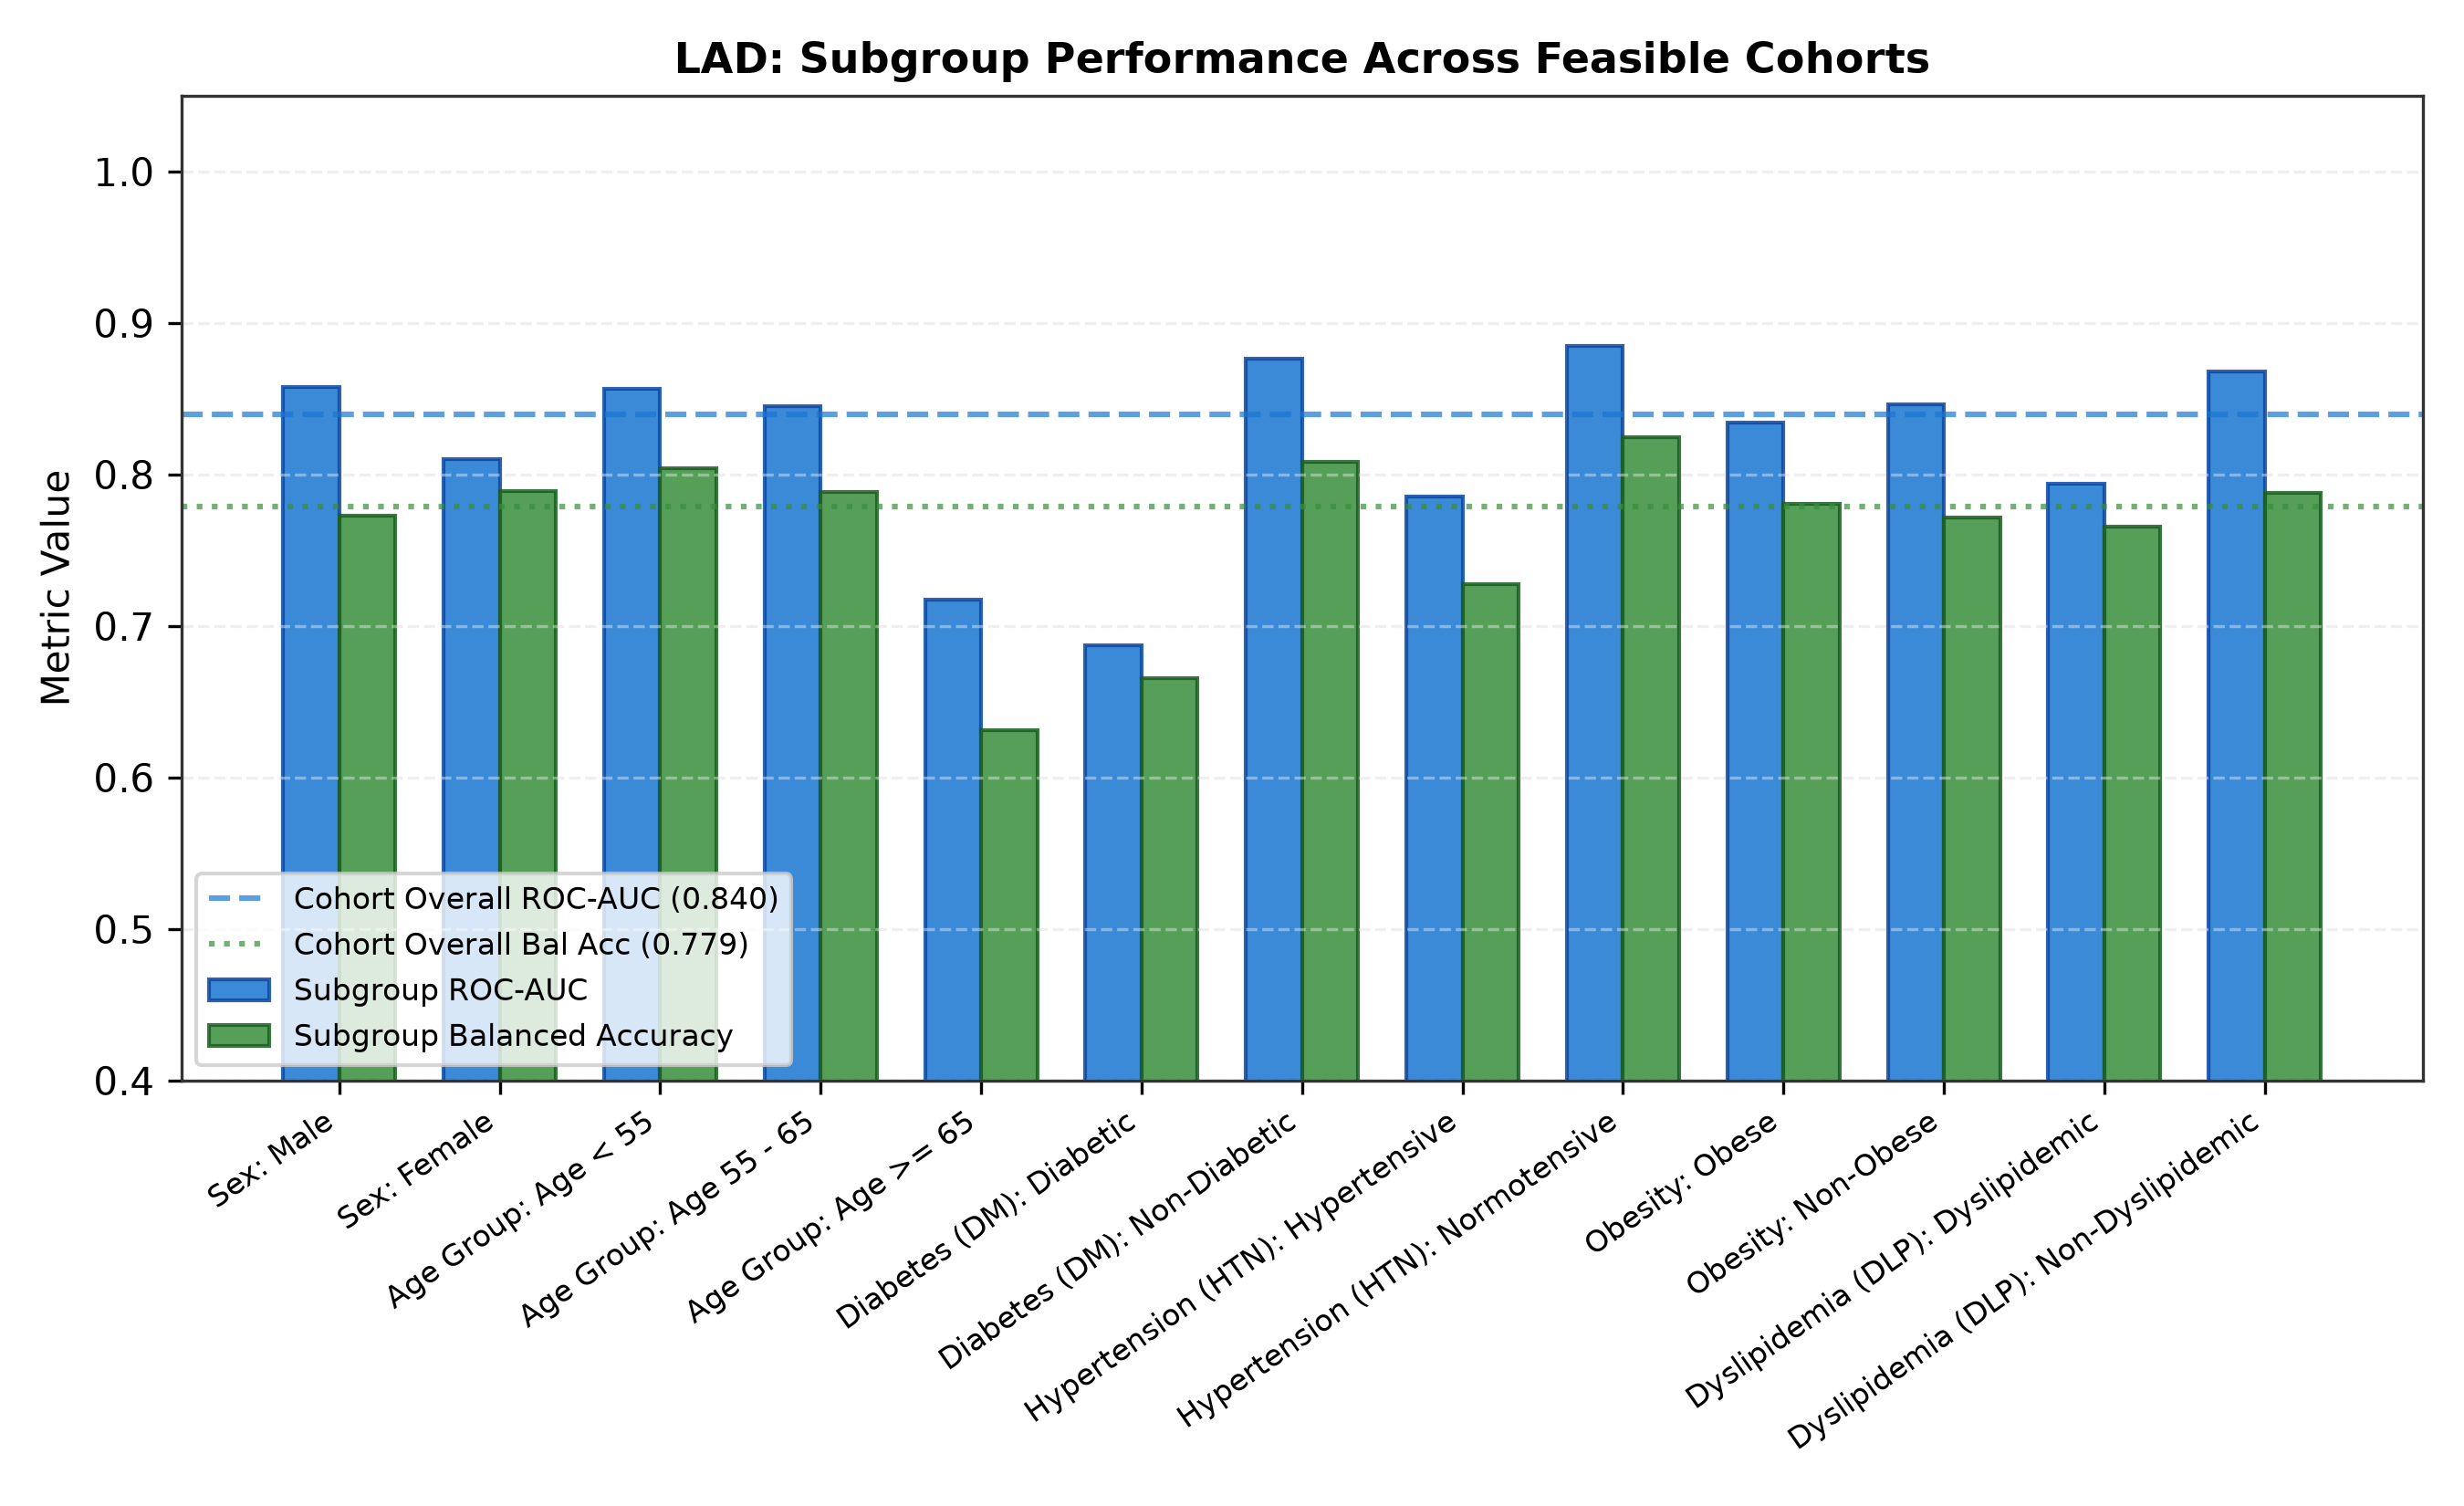 LAD: Subgroup Performance Across Feasible Cohorts
Metric Value
1.0
0.9
0.8
0.7
0.6
0.5
0.4
Cohort Overall ROC-AUC (0.840)
Cohort Overall Bal Acc (0.779)
Subgroup ROC-AUC
Subgroup Balanced Accuracy
Sex: Male
Sex: Female
Age Group: Age < 55
Age Group: Age 55 - 65
Age Group: Age >= 65
Diabetes (DM): Diabetic
Diabetes (DM): Non-Diabetic
Hypertension (HTN): Hypertensive
Hypertension (HTN): Normotensive
Obesity: Obese
Obesity: Non-Obese
Dyslipidemia (DLP): Dyslipidemic
Dyslipidemia (DLP): Non-Dyslipidemic